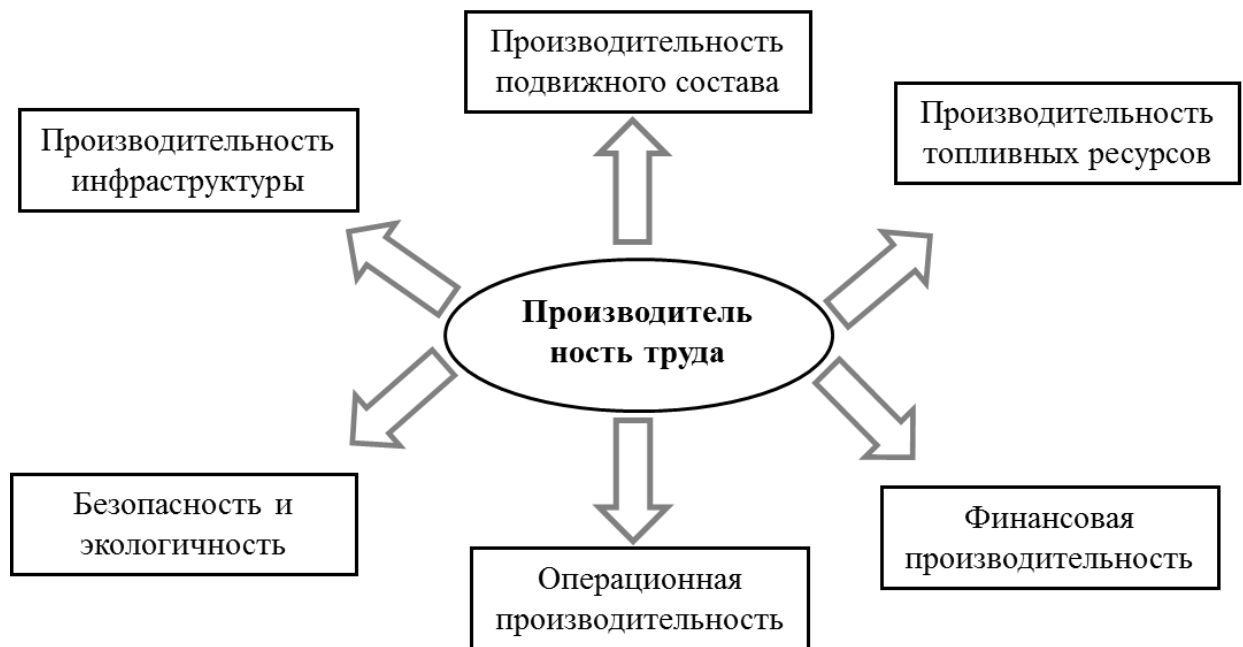 Производительность
подвижного состава
Производительность
инфраструктуры
Производительность
топливных ресурсов
Производитель
ность труда
Безопасность и
экологичность
Операционная
производительность
Финансовая
производительность